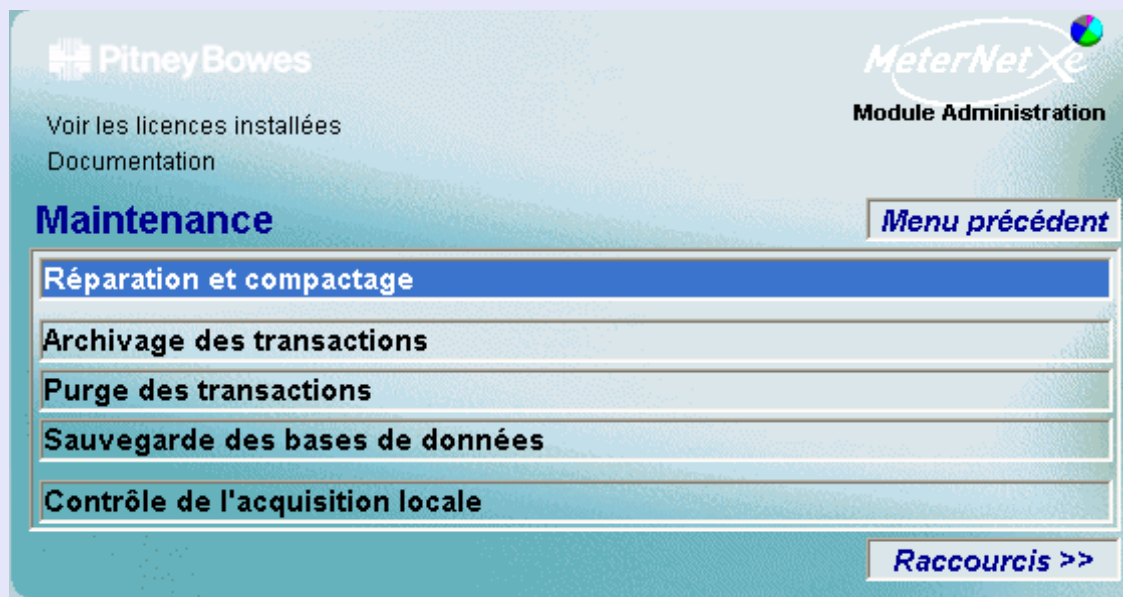 Pitney Bowes
MeterNet Xe
Module Administration
Voir les licences installées
Documentation
Maintenance
Menu précédent
Réparation et compactage
Archivage des transactions
Purge des transactions
Sauvegarde des bases de données
Contrôle de l'acquisition locale
Raccourcis >>